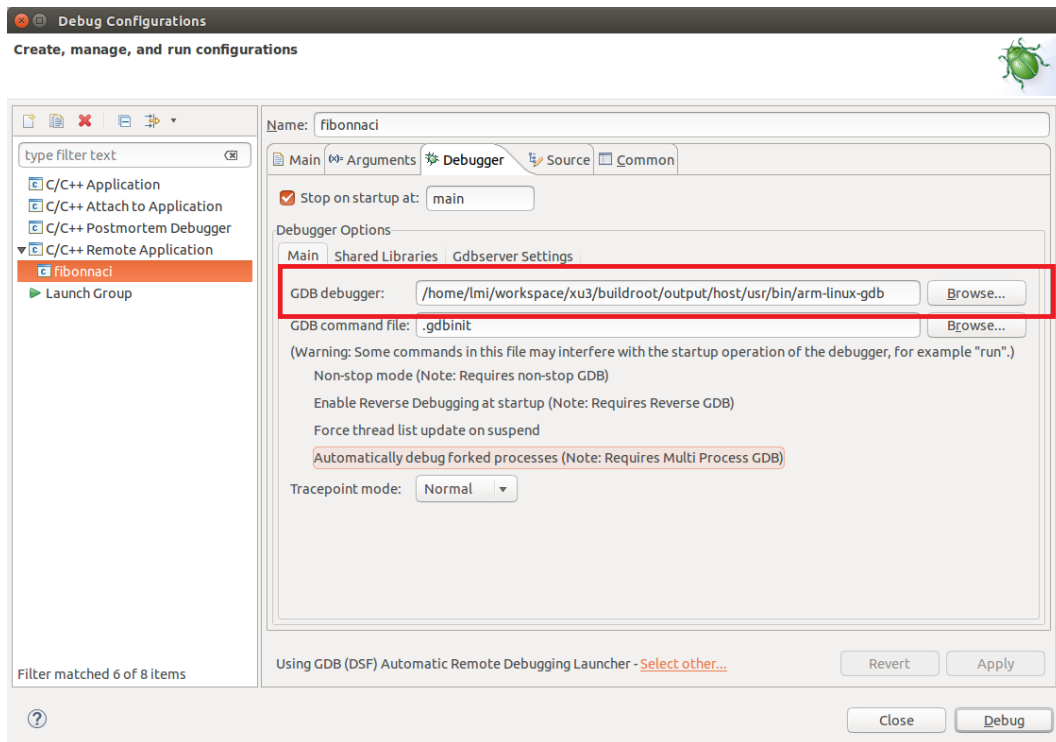 Debug Configurations
Create, manage, and run configurations
type filter text
C/C++ Application
C/C++ Attach to Application
C/C++ Postmortem Debugger
C/C++ Remote Application
fibonnaci
Launch Group
Filter matched 6 of 8 items
Name: fibonnaci
Main (x)= Arguments Debugger Source Common
Stop on startup at: main
Debugger Options
Main Shared Libraries Gdbserver Settings
GDB debugger: /home/lmi/workspace/xu3/buildroot/output/host/usr/bin/arm-linux-gdb Browse...
GDB command file: .gdbinit Browse...
(Warning: Some commands in this file may interfere with the startup operation of the debugger, for example "run".)
Non-stop mode (Note: Requires non-stop GDB)
Enable Reverse Debugging at startup (Note: Requires Reverse GDB)
Force thread list update on suspend
Automatically debug forked processes (Note: Requires Multi Process GDB)
Tracepoint mode: Normal
Using GDB (DSF) Automatic Remote Debugging Launcher - Select other... Revert Apply
? Close Debug